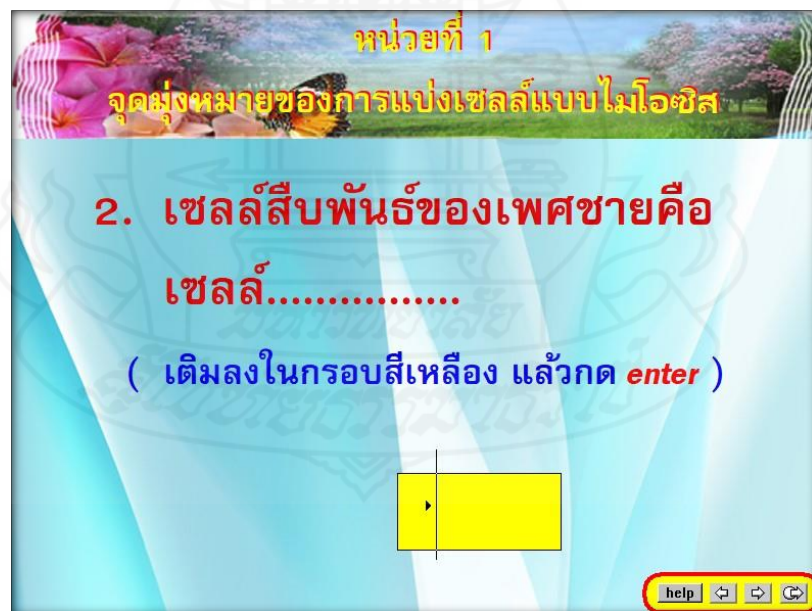 หน่วยที่ 1
จุดมุ่งหมายของการแบ่งเซลล์แบบไมโอซิส
2. เซลล์สืบพันธ์ของเพศชายคือ
เซลล์................
( เติมลงในกรอบสีเหลือง แล้วกด enter )
help